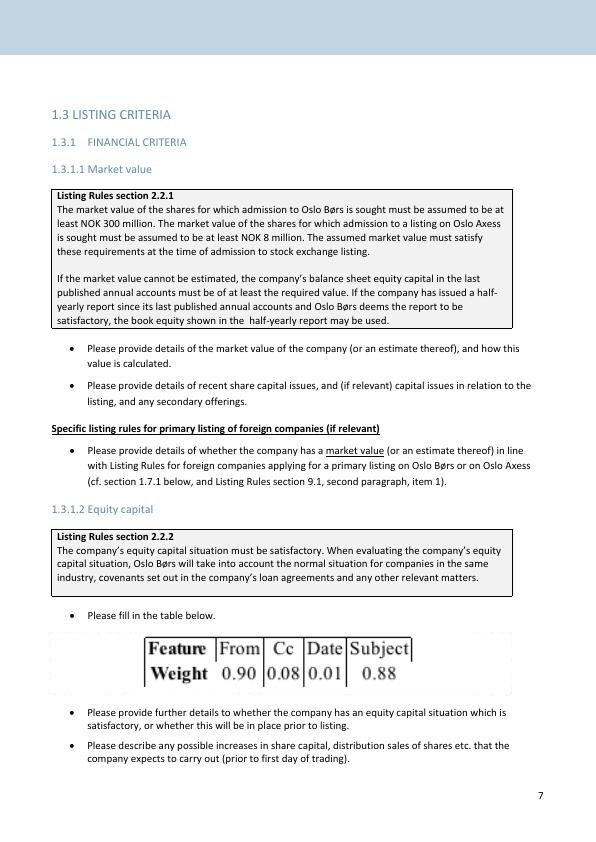 1.3 LISTING CRITERIA
1.3.1 FINANCIAL CRITERIA
1.3.1.1 Market value
Listing Rules section 2.2.1
The market value of the shares for which admission to Oslo Børs is sought must be assumed to be at
least NOK 300 million. The market value of the shares for which admission to a listing on Oslo Axess
is sought must be assumed to be at least NOK 8 million. The assumed market value must satisfy
these requirements at the time of admission to stock exchange listing.
If the market value cannot be estimated, the company's balance sheet equity capital in the last
published annual accounts must be of at least the required value. If the company has issued a half-
yearly report since its last published annual accounts and Oslo Børs deems the report to be
satisfactory, the book equity shown in the half-yearly report may be used.
• Please provide details of the market value of the company (or an estimate thereof), and how this
value is calculated.
• Please provide details of recent share capital issues, and (if relevant) capital issues in relation to the
listing, and any secondary offerings.
Specific listing rules for primary listing of foreign companies (if relevant)
• Please provide details of whether the company has a market value (or an estimate thereof) in line
with Listing Rules for foreign companies applying for a primary listing on Oslo Børs or on Oslo Axess
(cf. section 1.7.1 below, and Listing Rules section 9.1, second paragraph, item 1).
1.3.1.2 Equity capital
Listing Rules section 2.2.2
The company's equity capital situation must be satisfactory. When evaluating the company's equity
capital situation, Oslo Børs will take into account the normal situation for companies in the same
industry, covenants set out in the company's loan agreements and any other relevant matters.
• Please fill in the table below.
Feature From Cc Date Subject
Weight 0.90 0.08 0.01 0.88
• Please provide further details to whether the company has an equity capital situation which is
satisfactory, or whether this will be in place prior to listing.
• Please describe any possible increases in share capital, distribution sales of shares etc. that the
company expects to carry out (prior to first day of trading).
7